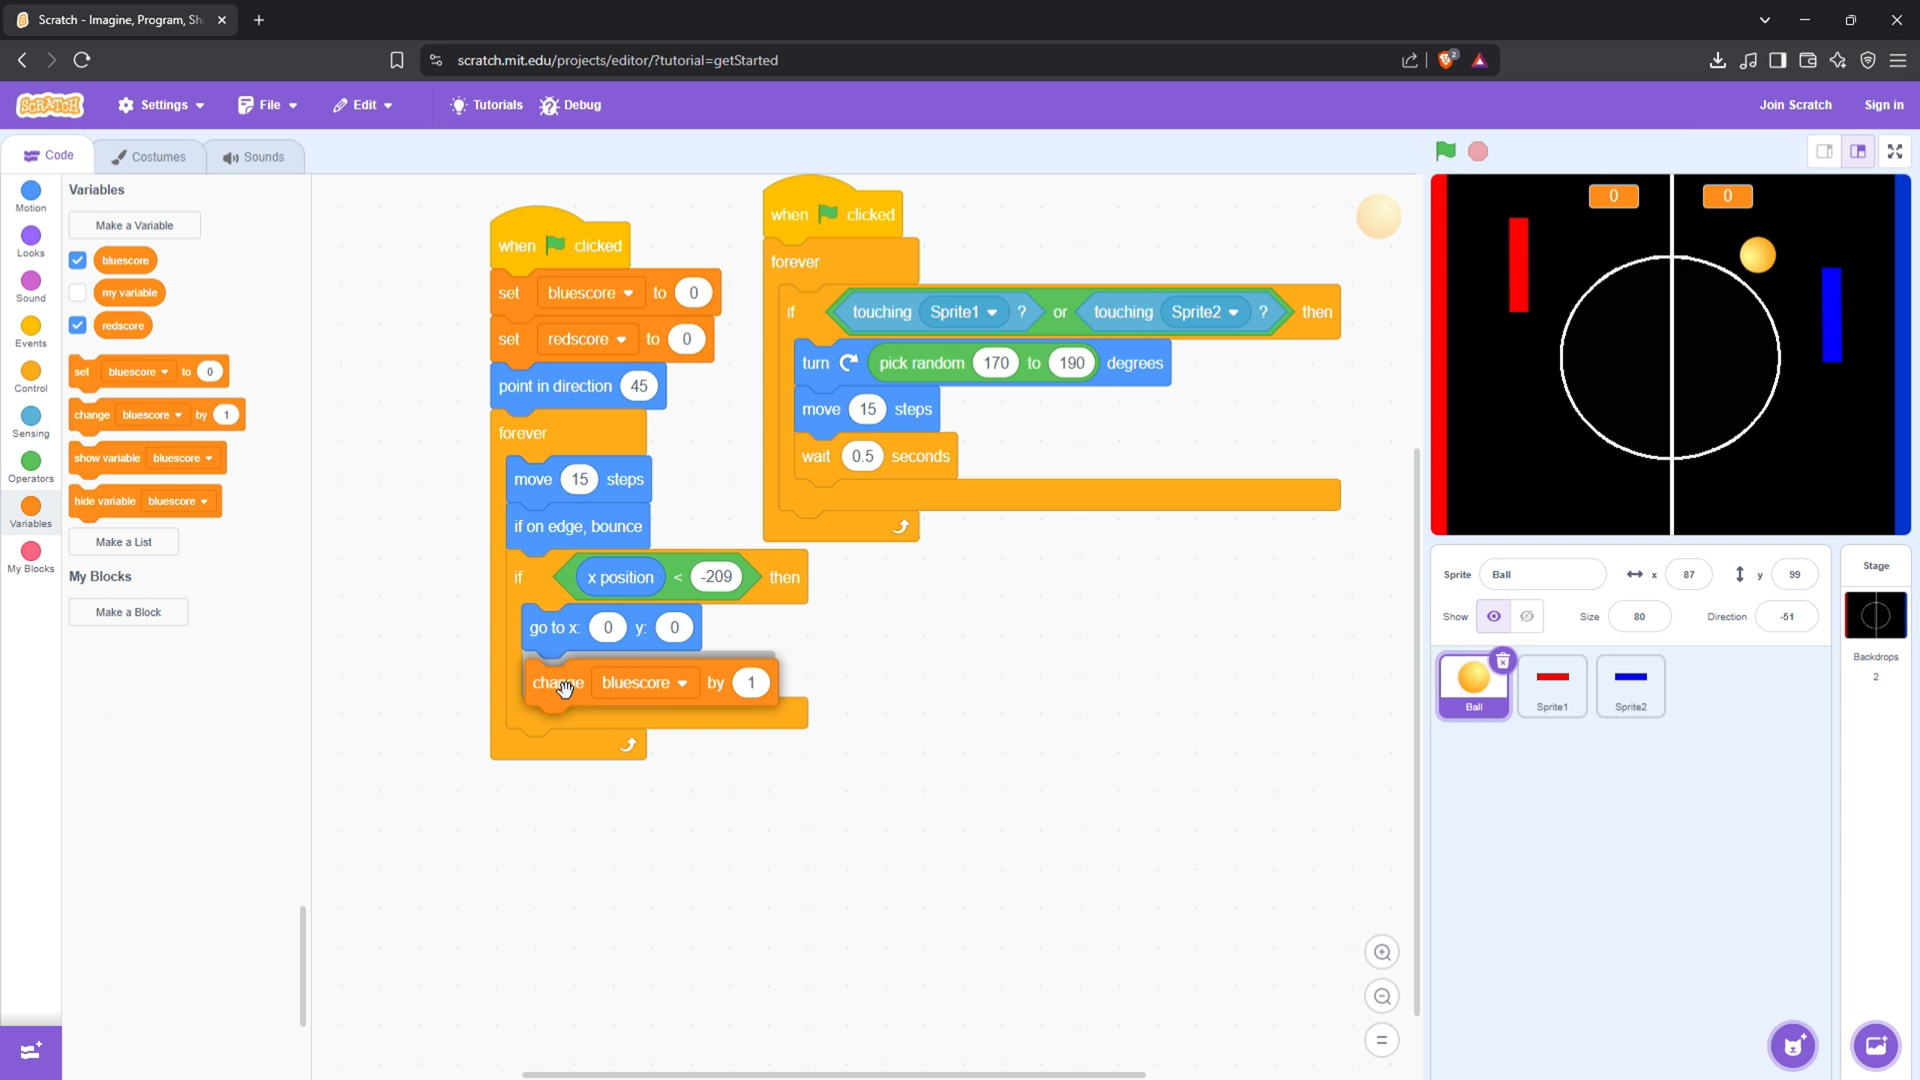 Scratch - Imagine, Program, Sh
scratch.mit.edu/projects/editor/?tutorial=getStarted
2
SCRATCH
Settings
File
Edit
Tutorials
Debug
Join Scratch
Sign in
Code
Costumes
Sounds
Motion
Looks
Sound
Events
Control
Sensing
Operators
Variables
My Blocks
Variables
Make a Variable
bluescore
my variable
redscore
set bluescore to 0
change bluescore by 1
show variable bluescore
hide variable bluescore
Make a List
My Blocks
Make a Block
when clicked
set bluescore to 0
set redscore to 0
point in direction 45
forever
move 15 steps
if on edge, bounce
if x position < -209 then
go to x: 0 y: 0
change bluescore by 1
when clicked
forever
if touching Sprite1 ? or touching Sprite2 ? then
turn pick random 170 to 190 degrees
move 15 steps
wait 0.5 seconds
0 0
Sprite Ball x 87 y 99
Show Size 80 Direction -51
Ball
Sprite1
Sprite2
Stage
Backdrops
2